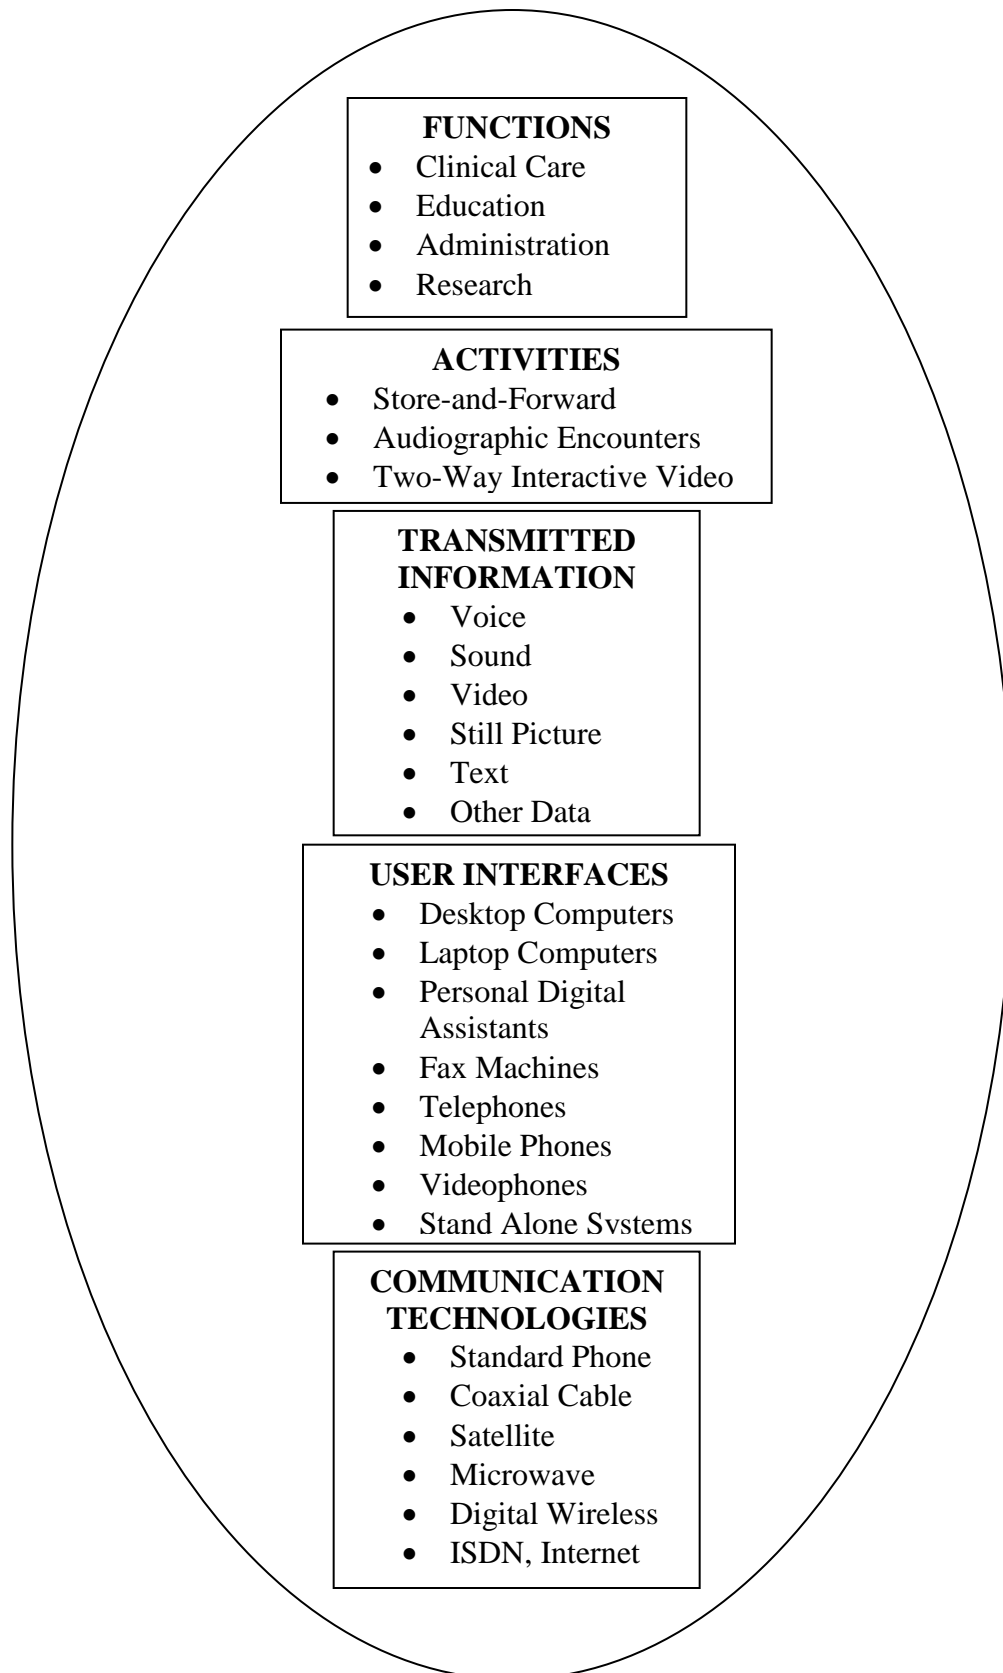 FUNCTIONS
• Clinical Care
• Education
• Administration
• Research
ACTIVITIES
• Store-and-Forward
• Audiographic Encounters
• Two-Way Interactive Video
TRANSMITTED
INFORMATION
• Voice
• Sound
• Video
• Still Picture
• Text
• Other Data
USER INTERFACES
• Desktop Computers
• Laptop Computers
• Personal Digital
Assistants
• Fax Machines
• Telephones
• Mobile Phones
• Videophones
• Stand Alone Systems
COMMUNICATION
TECHNOLOGIES
• Standard Phone
• Coaxial Cable
• Satellite
• Microwave
• Digital Wireless
• ISDN, Internet